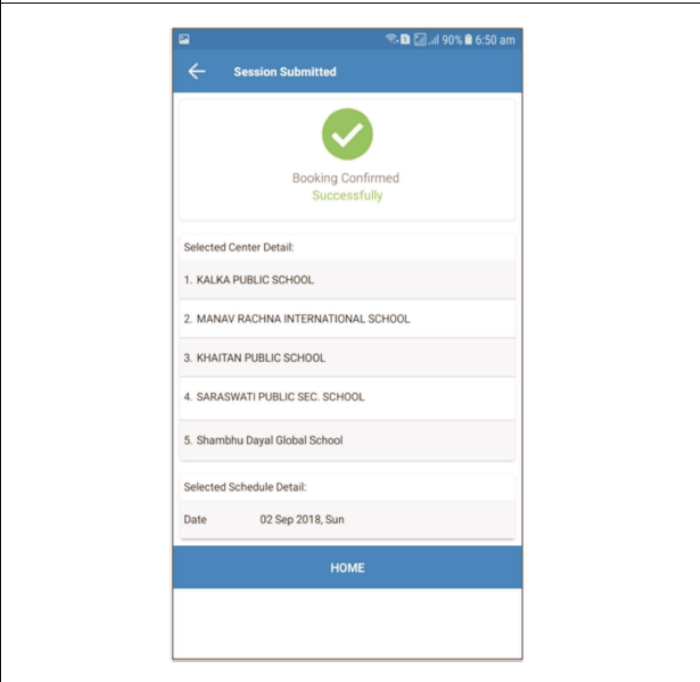 90% 6:50 am
Session Submitted
Booking Confirmed
Successfully
Selected Center Detail:
1. KALKA PUBLIC SCHOOL
2. MANAV RACHNA INTERNATIONAL SCHOOL
3. KHAITAN PUBLIC SCHOOL
4. SARASWATI PUBLIC SEC. SCHOOL
5. Shambhu Dayal Global School
Selected Schedule Detail:
Date 02 Sep 2018, Sun
HOME